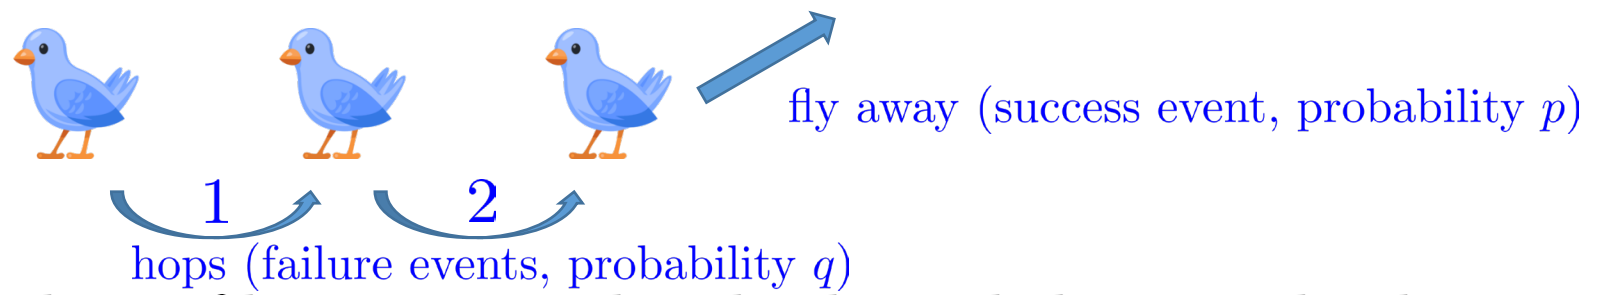 fly away (success event, probability p)
1 2
hops (failure events, probability q)